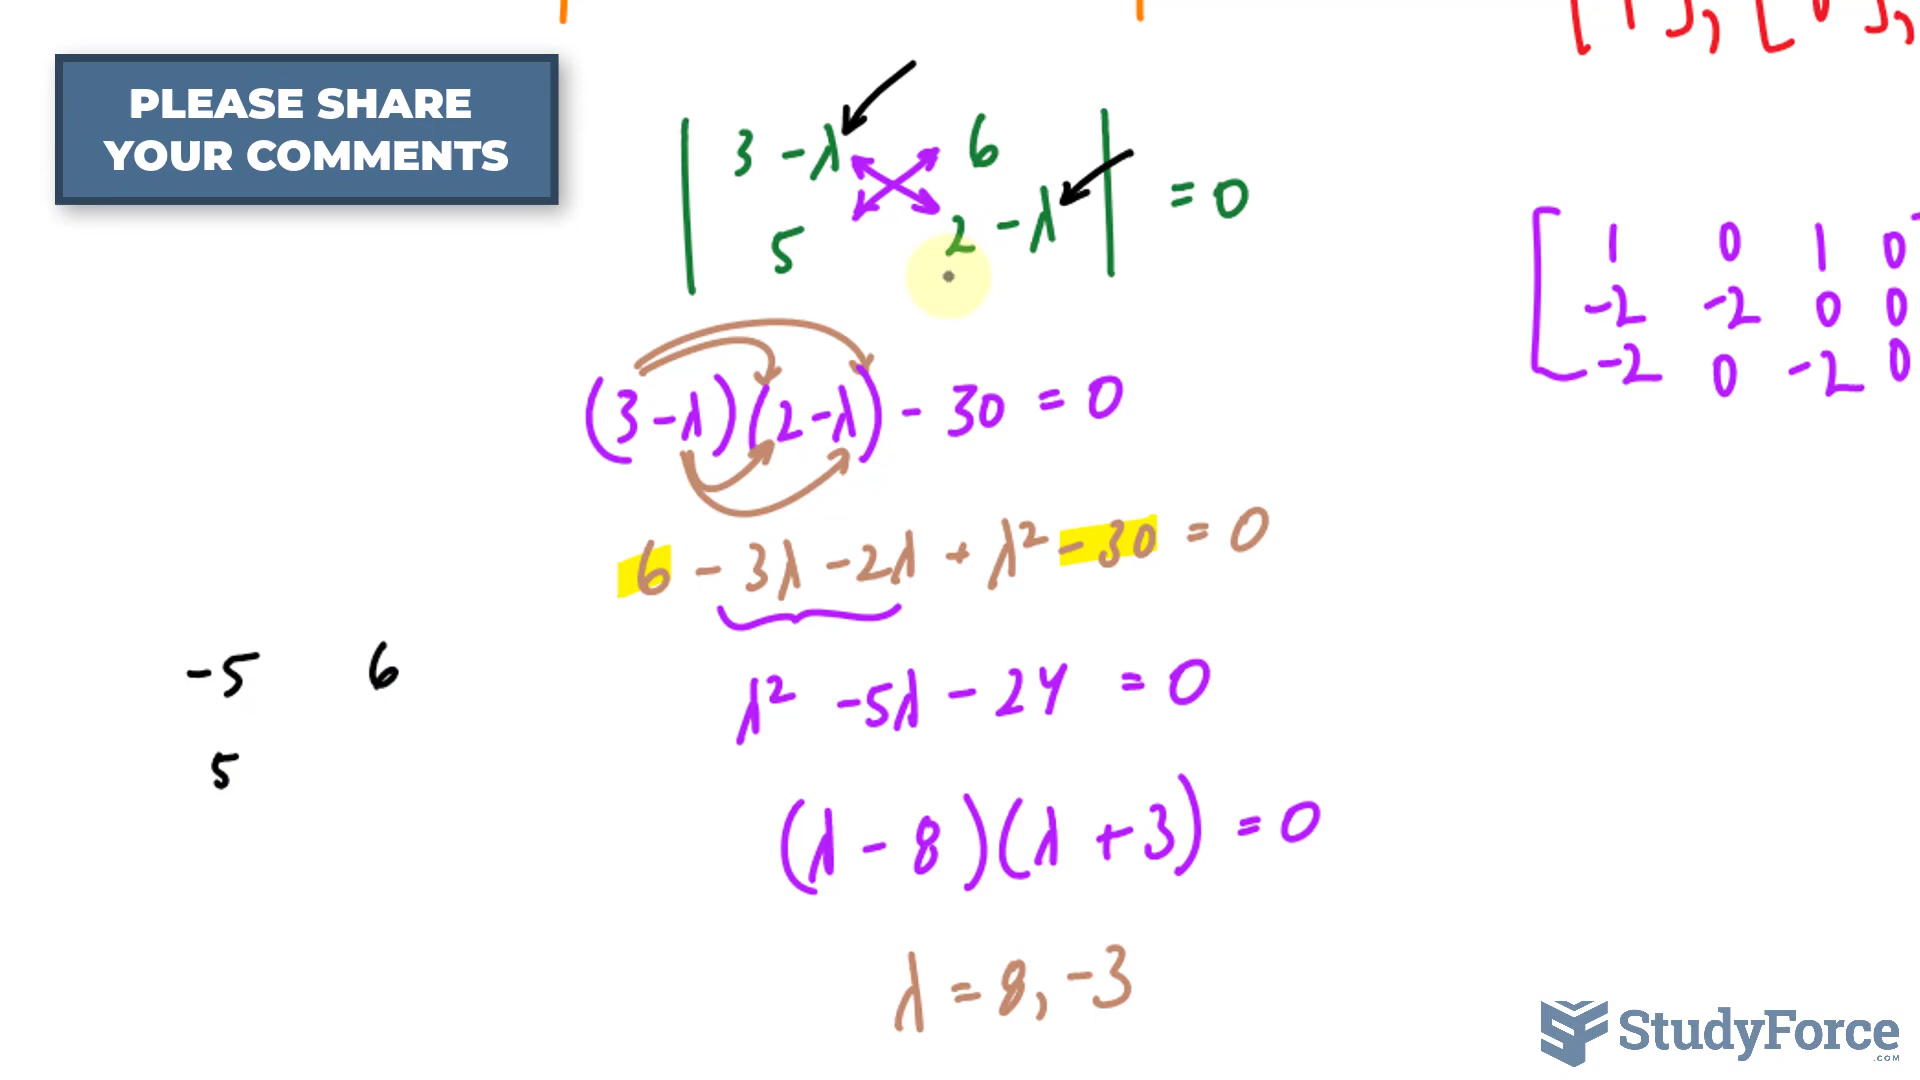 PLEASE SHARE
YOUR COMMENTS
3 - λ 6
5 2 - λ = 0
(3 - λ)(2 - λ) - 30 = 0
6 - 3λ - 2λ + λ² - 30 = 0
λ² - 5λ - 24 = 0
(λ - 8)(λ + 3) = 0
λ = 8, -3
-5 6
5
1 0 1 0
-2 -2 0 0
-2 0 -2 0
StudyForce
.COM